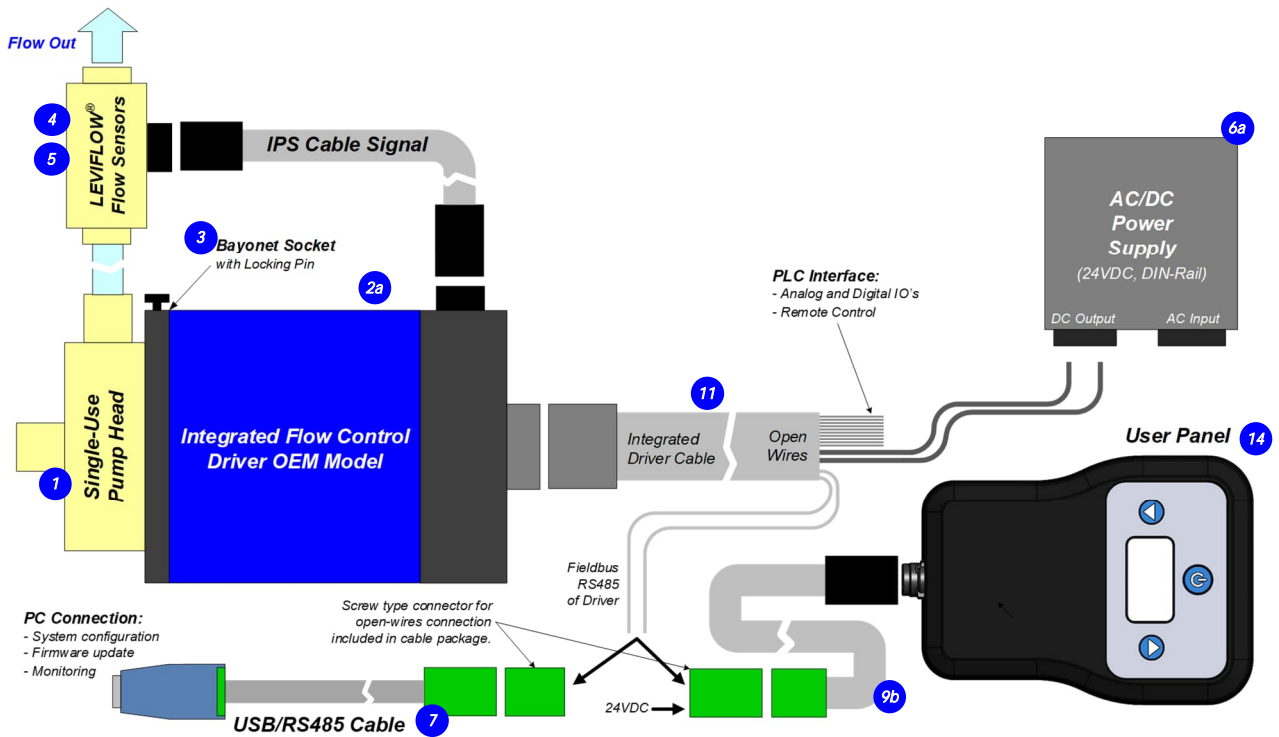 Flow Out
4
5
LEVIFLOW®
Flow Sensors
IPS Cable Signal
6a
AC/DC
Power
Supply
(24VDC, DIN-Rail)
DC Output
AC Input
3
Bayonet Socket
with Locking Pin
2a
PLC Interface:
- Analog and Digital IO's
- Remote Control
Single-Use
Pump Head
1
Integrated Flow Control
Driver OEM Model
11
Integrated
Driver Cable
Open
Wires
User Panel
14
Fieldbus
RS485
of Driver
PC Connection:
- System configuration
- Firmware update
- Monitoring
Screw type connector for
open-wires connection
included in cable package.
USB/RS485 Cable
7
24VDC
9b